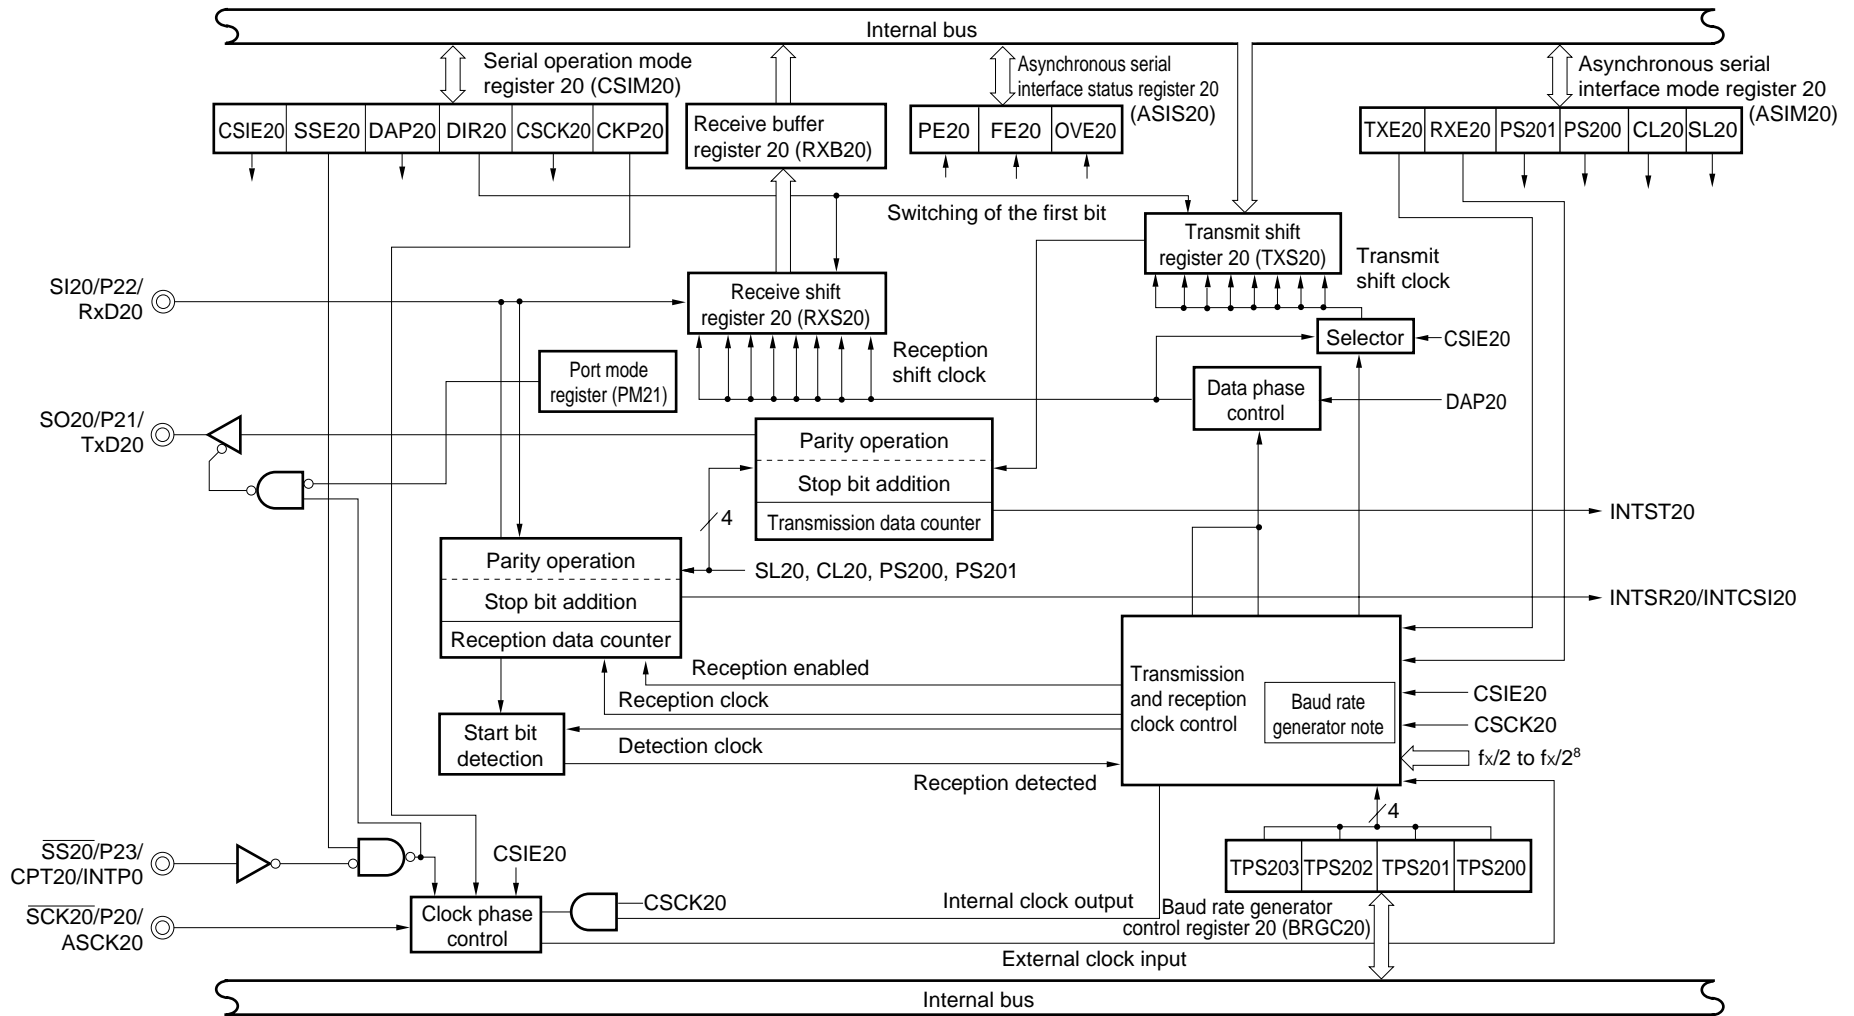 Internal bus
Serial operation mode
register 20 (CSIM20)
Asynchronous serial
interface status register 20
(ASIS20)
Asynchronous serial
interface mode register 20
(ASIM20)
CSIE20 SSE20 DAP20 DIR20 CSCK20 CKP20
Receive buffer
register 20 (RXB20)
PE20 FE20 OVE20
TXE20 RXE20 PS201 PS200 CL20 SL20
Switching of the first bit
Transmit shift
register 20 (TXS20)
Transmit
shift clock
SI20/P22/
RxD20
Receive shift
register 20 (RXS20)
Selector
CSIE20
Reception
shift clock
Port mode
register (PM21)
Data phase
control
DAP20
SO20/P21/
TxD20
Parity operation
Stop bit addition
Transmission data counter
4
INTST20
Parity operation
Stop bit addition
Reception data counter
SL20, CL20, PS200, PS201
INTSR20/INTCSI20
Reception enabled
Reception clock
Transmission
and reception
clock control
Baud rate
generator note
CSIE20
CSCK20
fx/2 to fx/2⁸
Start bit
detection
Detection clock
Reception detected
4
SS20/P23/
CPT20/INTP0
CSIE20
TPS203 TPS202 TPS201 TPS200
SCK20/P20/
ASCK20
Clock phase
control
CSCK20
Internal clock output
Baud rate generator
control register 20 (BRGC20)
External clock input
Internal bus